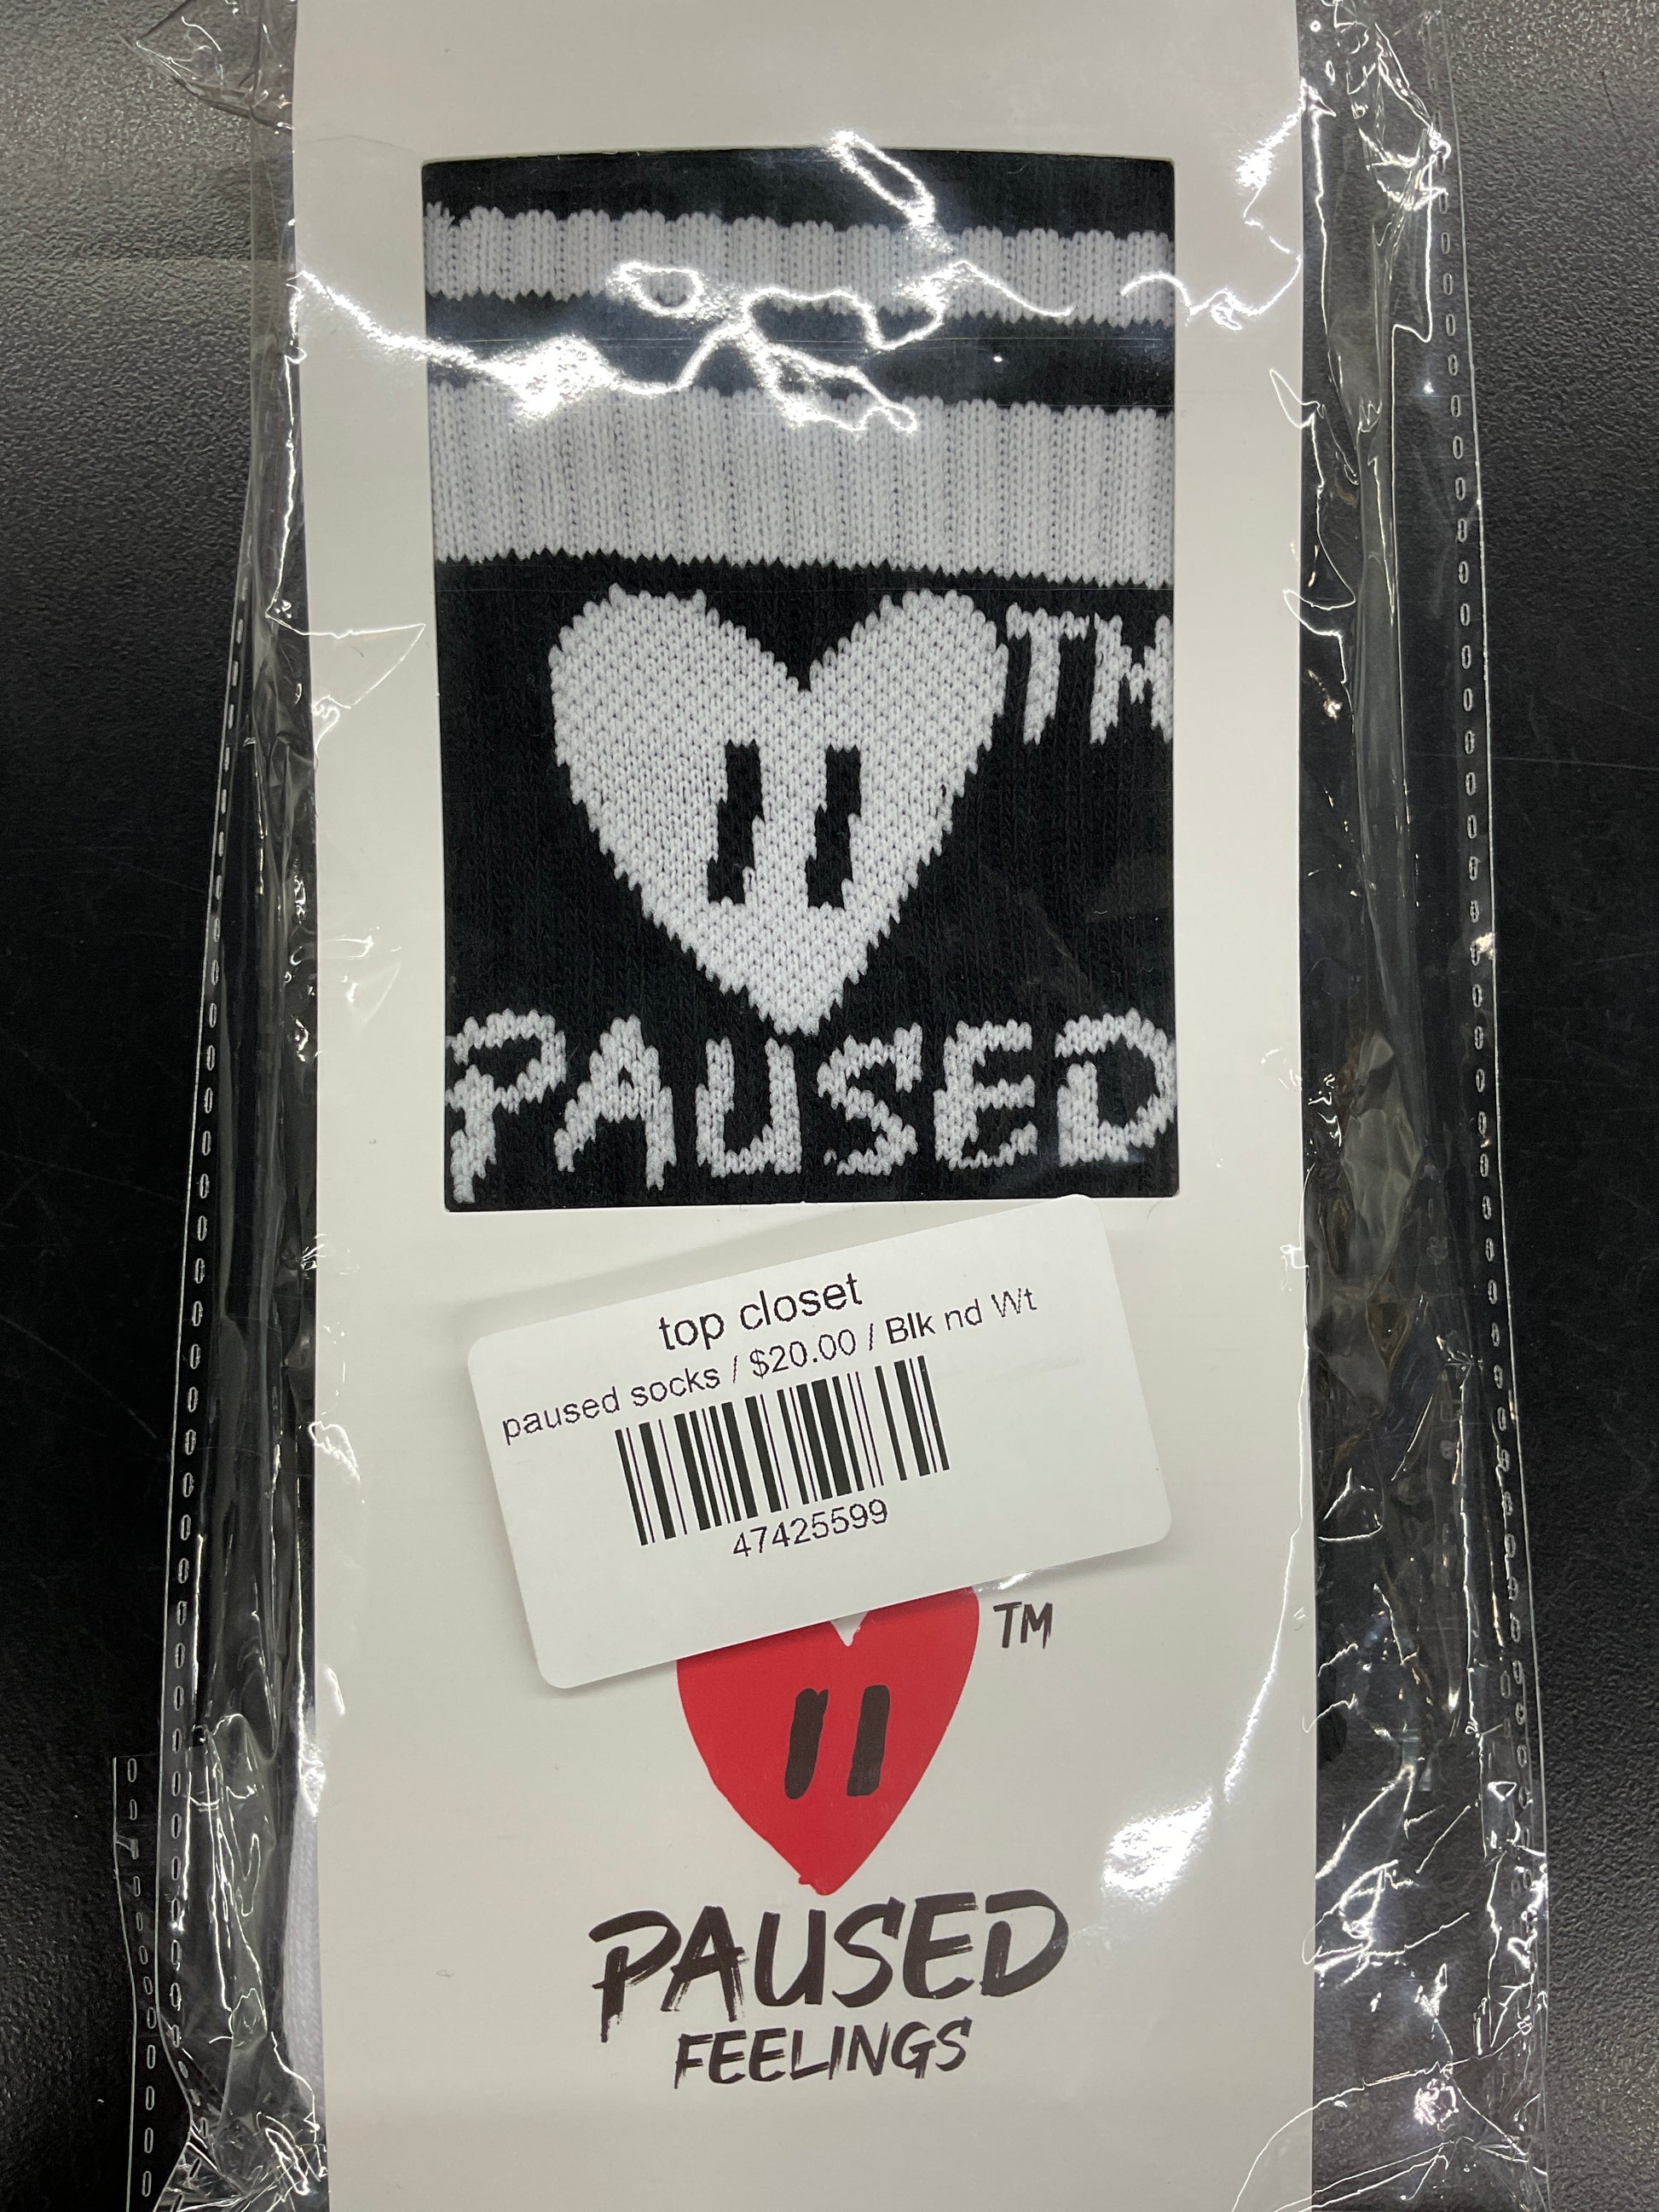 TM
PAUSED
top closet
paused socks / $20.00 / Blk nd Wt
47425599
TM
PAUSED
FEELINGS